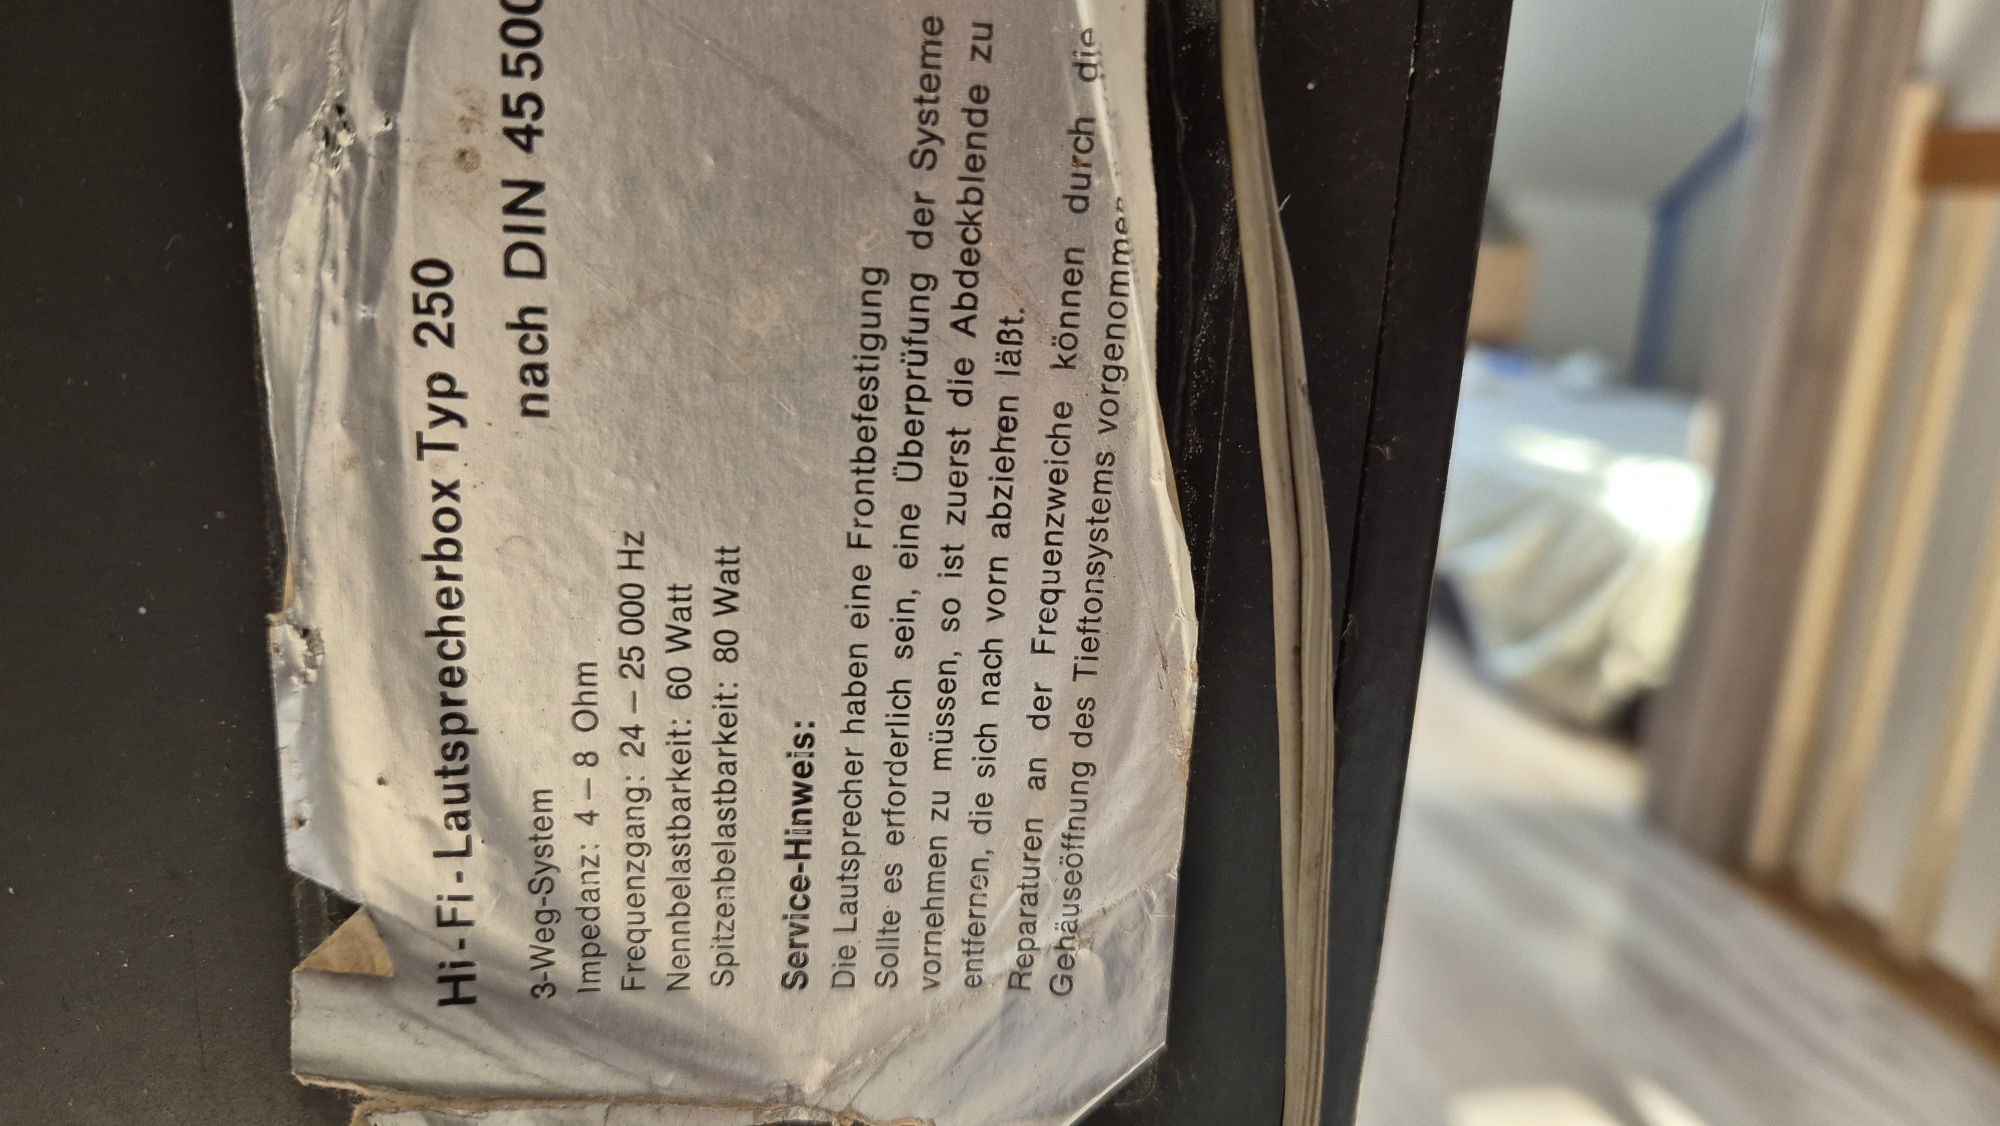 Hi-Fi-Lautsprecherbox Typ 250
nach DIN 45 500
3-Weg-System
Impedanz: 4 – 8 Ohm
Frequenzgang: 24 – 25 000 Hz
Nennbelastbarkeit: 60 Watt
Spitzenbelastbarkeit: 80 Watt
Service-Hinweis:
Die Lautsprecher haben eine Frontbefestigung
Sollte es erforderlich sein, eine Überprüfung der Systeme
vornehmen zu müssen, so ist zuerst die Abdeckblende zu
entfernen, die sich nach vorn abziehen läßt.
Reparaturen an der Frequenzweiche können durch die
Gehäuseöffnung des Tieftonsystems vorgenommen